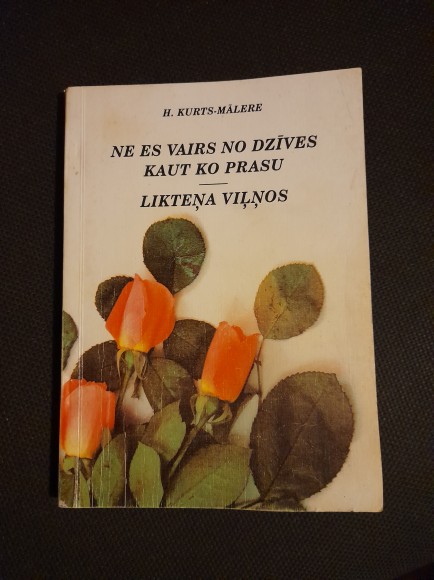 H. KURTS-MĀLERE
NE ES VAIRS NO DZĪVES
KAUT KO PRASU
LIKTEŅA VIĻŅOS